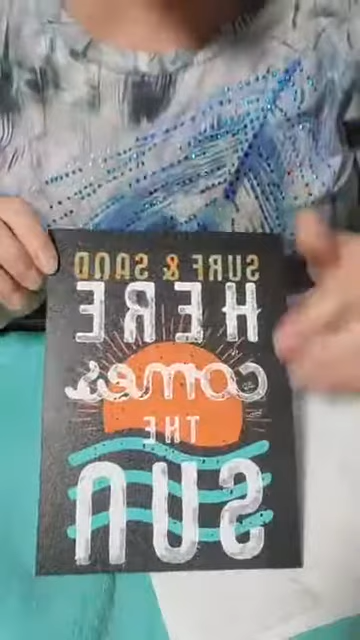 SURF & SAND
HERE
comes
THE
SUN